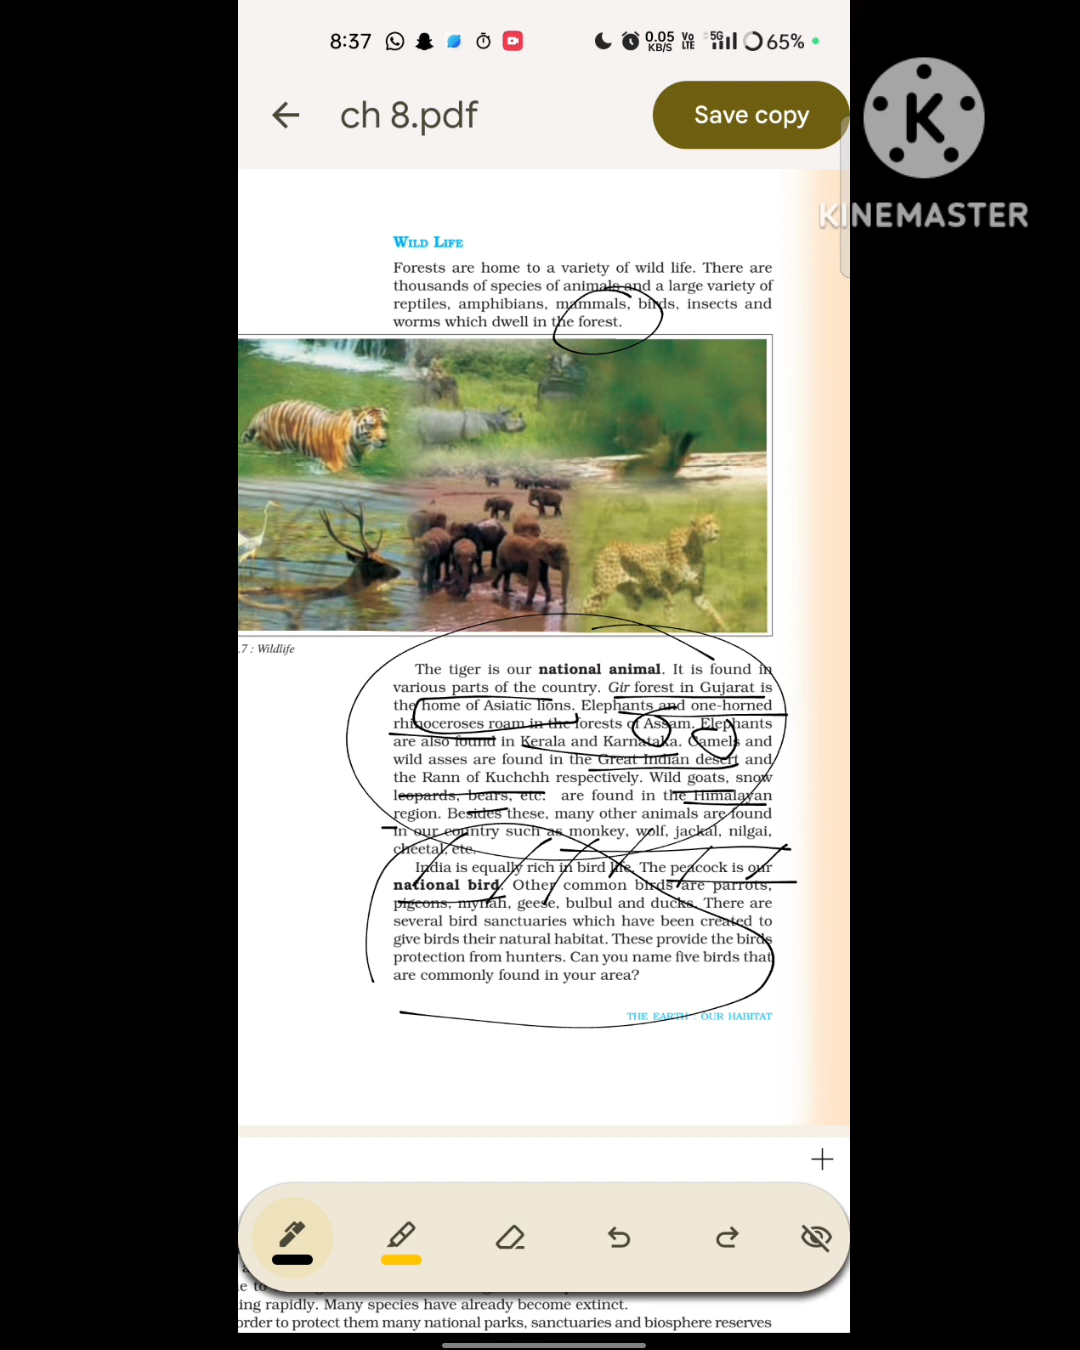 8:37
0.05
KB/S
Vo
LTE
5G
65%
ch 8.pdf
Save copy
K
KINEMASTER
WILD LIFE
Forests are home to a variety of wild life. There are
thousands of species of animals and a large variety of
reptiles, amphibians, mammals, birds, insects and
worms which dwell in the forest.
.7 : Wildlife
The tiger is our national animal. It is found in
various parts of the country. Gir forest in Gujarat is
the home of Asiatic lions. Elephants and one-horned
rhinoceroses roam in the forests of Assam. Elephants
are also found in Kerala and Karnataka. Camels and
wild asses are found in the Great Indian desert and
the Rann of Kuchchh respectively. Wild goats, snow
leopards, bears, etc. are found in the Himalayan
region. Besides these, many other animals are found
in our country such as monkey, wolf, jackal, nilgai,
cheetal, etc.
India is equally rich in bird life. The peacock is our
national bird. Other common birds are parrots,
pigeons, mynah, geese, bulbul and ducks. There are
several bird sanctuaries which have been created to
give birds their natural habitat. These provide the birds
protection from hunters. Can you name five birds that
are commonly found in your area?
THE EARTH : OUR HABITAT
ing rapidly. Many species have already become extinct.
order to protect them many national parks, sanctuaries and biosphere reserves